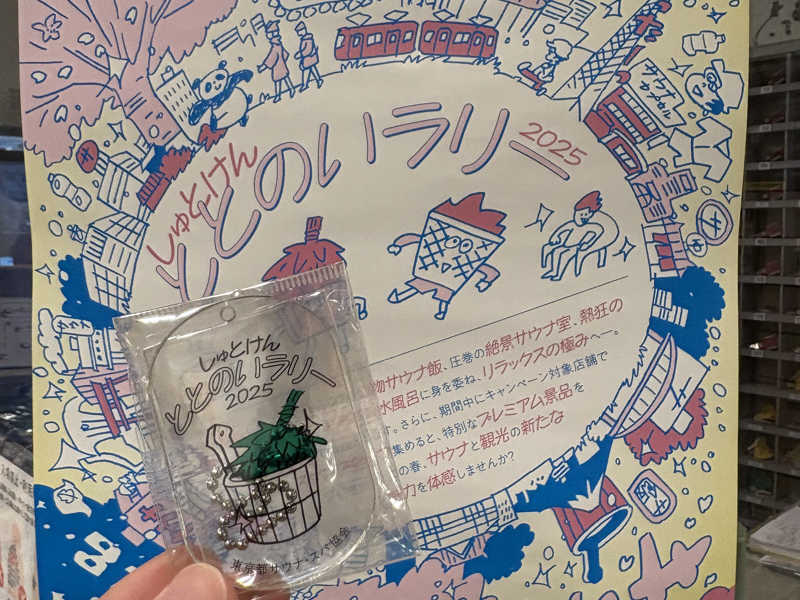 しゅとけん
ととのいラリー
2025
物サウナ飯、圧巻の絶景サウナ室、熱狂の
水風呂に身を委ね、リラックスの極みへー。
す。さらに、期間中にキャンペーン対象店舗で
集めると、特別なプレミアム景品を
の春、サウナと観光の新たな
力を体感しませんか?
しゅとけん
ととのいラリー
2025
東京都サウナ・スパ協会